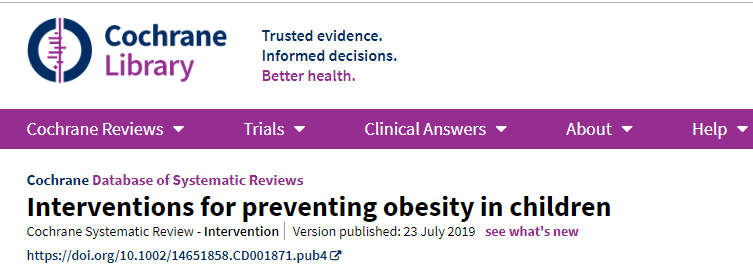 Cochrane
Library
Trusted evidence.
Informed decisions.
Better health.
Cochrane Reviews Trials Clinical Answers About Help
Cochrane Database of Systematic Reviews
Interventions for preventing obesity in children
Cochrane Systematic Review - Intervention | Version published: 23 July 2019 see what's new
https://doi.org/10.1002/14651858.CD001871.pub4